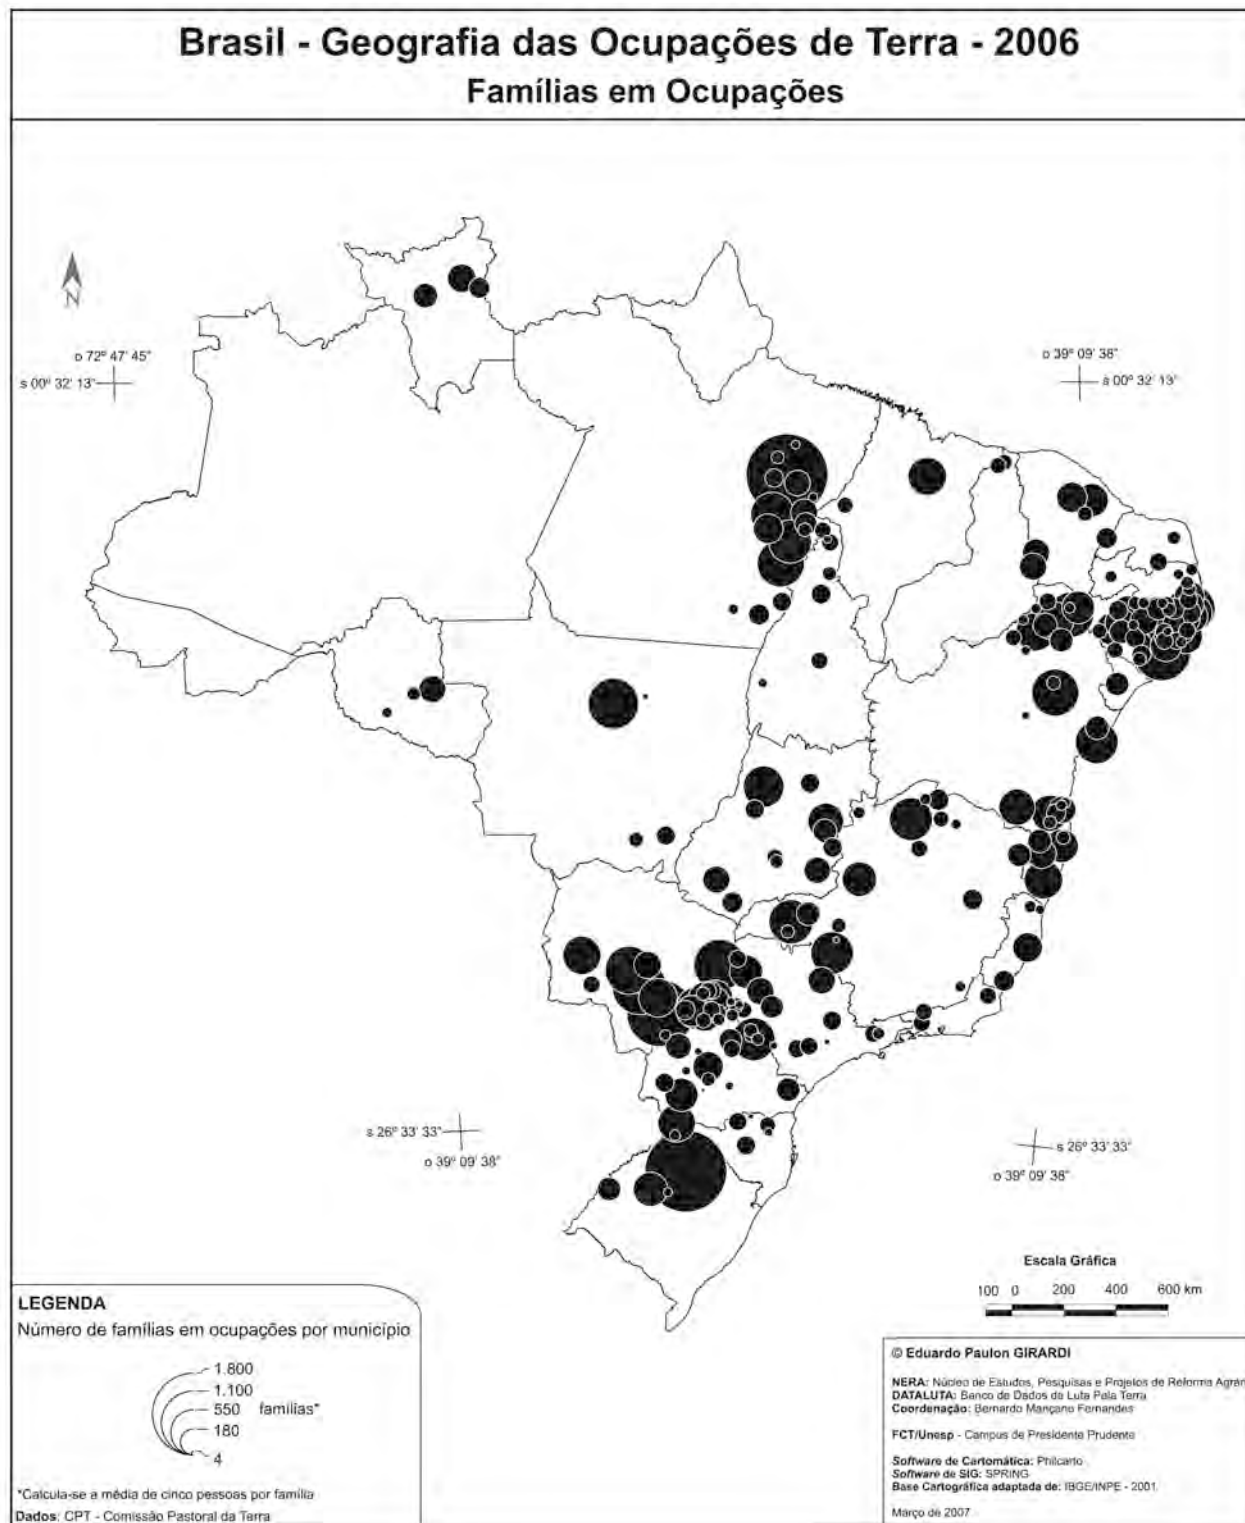 Brasil - Geografia das Ocupações de Terra - 2006
Famílias em Ocupações
N
o 72º 47' 45"
s 00º 32' 13"
o 39º 09' 38"
s 00º 32' 13"
s 26º 33' 33"
o 39º 09' 38"
s 26º 33' 33"
o 39º 09' 38"
Escala Gráfica
100 0 200 400 600 km
LEGENDA
Número de famílias em ocupações por município
1.800
1.100
550 famílias*
180
4
*Calcula-se a média de cinco pessoas por família
Dados: CPT - Comissão Pastoral da Terra
© Eduardo Paulon GIRARDI
NERA: Núcleo de Estudos, Pesquisas e Projetos de Reforma Agrár
DATALUTA: Banco de Dados da Luta Pela Terra
Coordenação: Bernardo Mançano Fernandes
FCT/Unesp - Campus de Presidente Prudente
Software de Cartomática: Philcarto
Software de SIG: SPRING
Base Cartográfica adaptada de: IBGE/INPE - 2001
Março de 2007